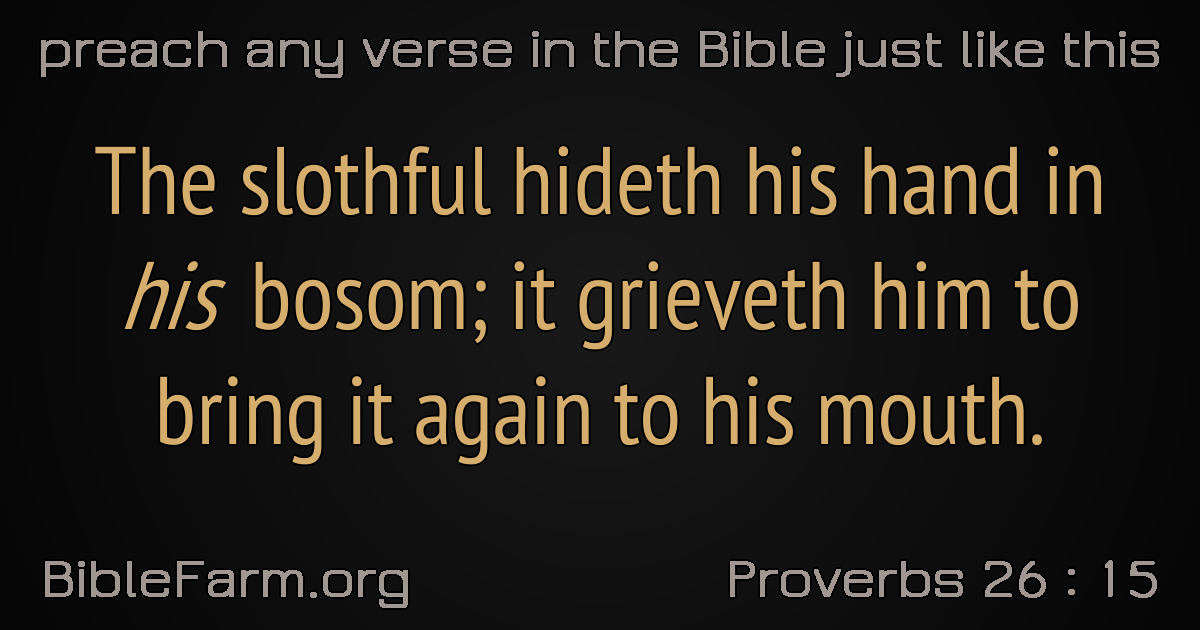 preach any verse in the Bible just like this
The slothful hideth his hand in
his bosom; it grieveth him to
bring it again to his mouth.
BibleFarm.org
Proverbs 26 : 15